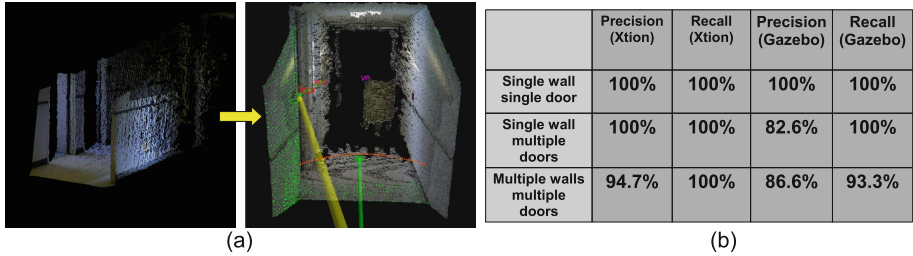 VP
(a)
Precision (Xtion) Recall (Xtion) Precision (Gazebo) Recall (Gazebo)
Single wall single door 100% 100% 100% 100%
Single wall multiple doors 100% 100% 82.6% 100%
Multiple walls multiple doors 94.7% 100% 86.6% 93.3%
(b)